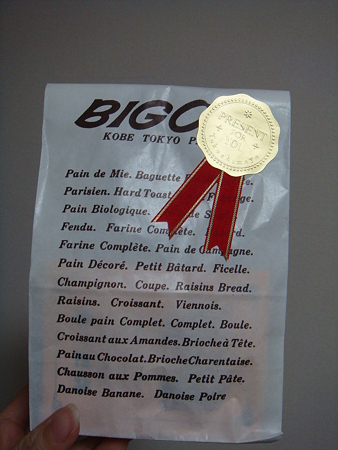 BIGO
KOBE TOKYO P
PRESENT
FOR
YOU
Pain de Mie. Baguette
Parisien. Hard Toast
Pain Biologique. de S
Fendu. Farine Complète.
Farine Complète. Pain de Campagne.
Pain Décoré. Petit Bâtard. Ficelle.
Champignon. Coupe. Raisins Bread.
Raisins. Croissant. Viennois.
Boule pain Complet. Complet. Boule.
Croissant aux Amandes.Brioche à Tête.
Pain au Chocolat.Brioche Charentaise.
Chausson aux Pommes. Petit Pâte.
Danoise Banane. Danoise Poire